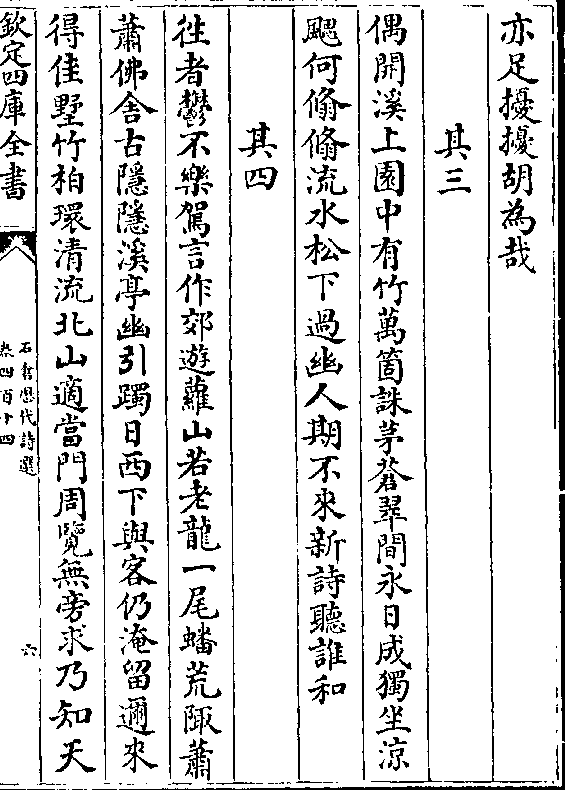 亦足擾擾胡為哉
其三
偶開溪上園中有竹萬箇誅茅蒼翠間永日成獨坐涼
颸何翛翛流水松下過幽人期不來新詩聽誰和
其四
徃者鬱不樂駕言作郊遊蘿山若老龍一尾蟠荒陬蕭
蕭佛舍古隱隱溪亭幽引躅日西下與客仍淹留邇來
得佳墅竹柏環清流北山適當門周覽無旁求乃知天
欽定四庫全書
石倉歷代詩選
卷四百十四
六